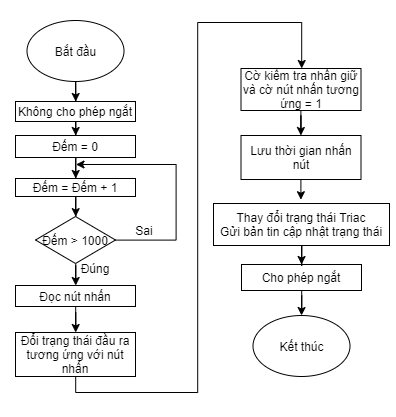 Bắt đầu
Không cho phép ngắt
Đếm = 0
Đếm = Đếm + 1
Đếm > 1000
Sai
Đúng
Đọc nút nhấn
Đổi trạng thái đầu ra
tương ứng với nút
nhấn
Cờ kiểm tra nhấn giữ
và cờ nút nhấn tương
ứng = 1
Lưu thời gian nhấn
nút
Thay đổi trạng thái Triac
Gửi bản tin cập nhật trạng thái
Cho phép ngắt
Kết thúc